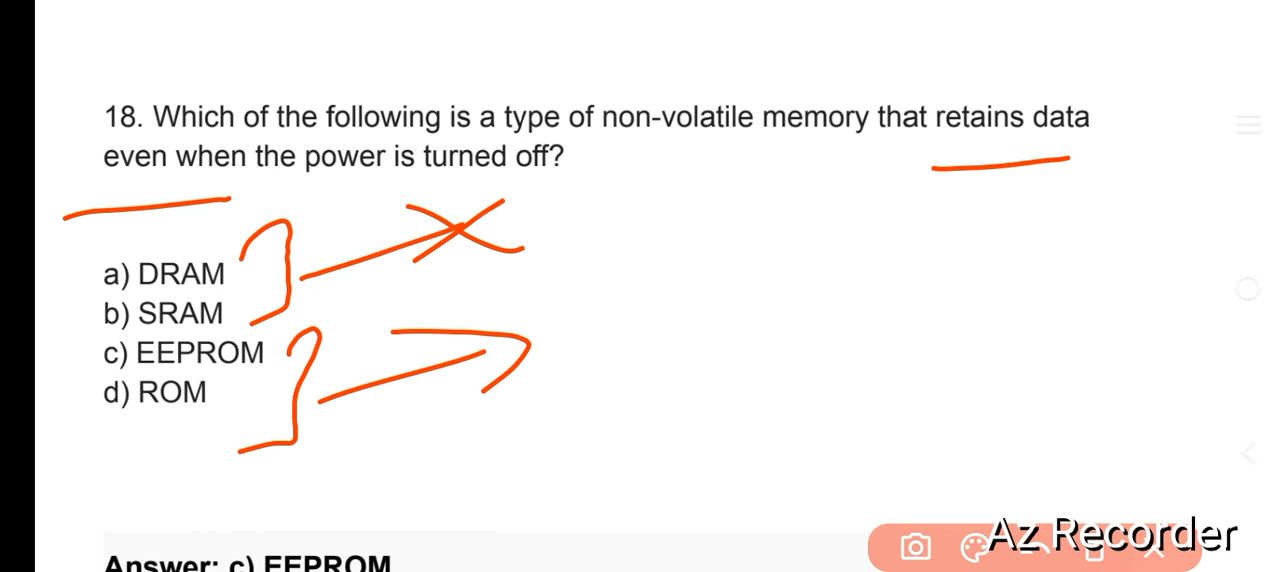 18. Which of the following is a type of non-volatile memory that retains data
even when the power is turned off?
a) DRAM
b) SRAM
c) EEPROM
d) ROM
Answer: c) EEPROM
Az Recorder